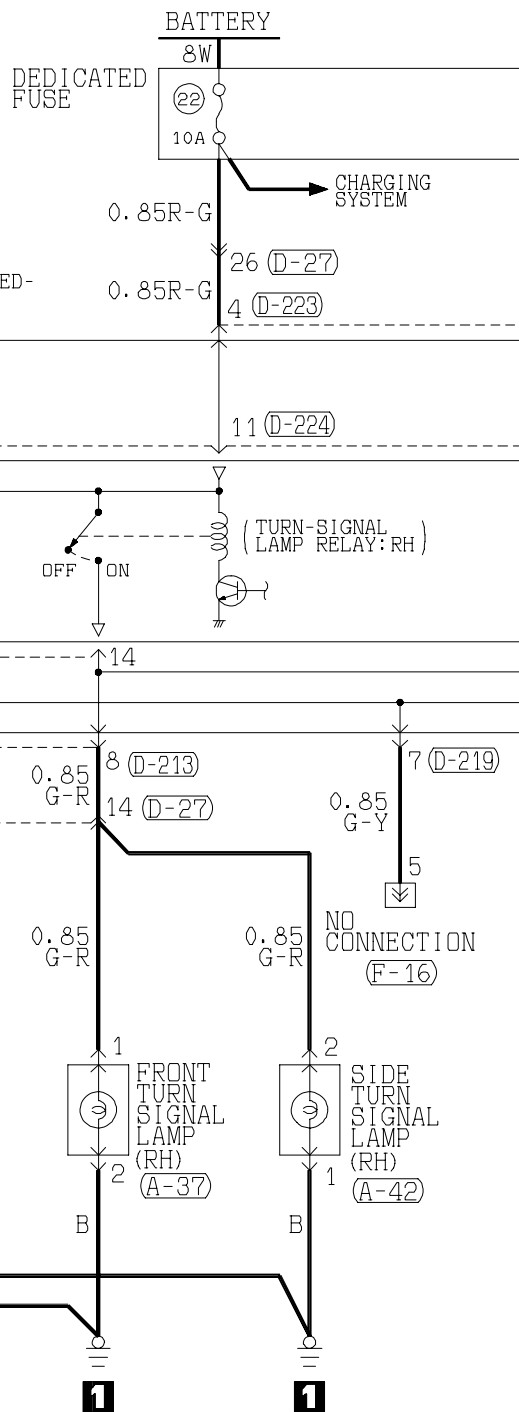 BATTERY
8W
DEDICATED
FUSE
22
10A
CHARGING
SYSTEM
0.85R-G
26 D-27
ED-
0.85R-G
4 D-223
11 D-224
(TURN-SIGNAL
LAMP RELAY:RH)
OFF ON
14
8 D-213
7 D-219
0.85
G-R
14 D-27
0.85
G-Y
5
NO
CONNECTION
F-16
0.85
G-R
0.85
G-R
1
2
FRONT
TURN
SIGNAL
LAMP
(RH)
A-37
SIDE
TURN
SIGNAL
LAMP
(RH)
A-42
2
1
B
B
1
1